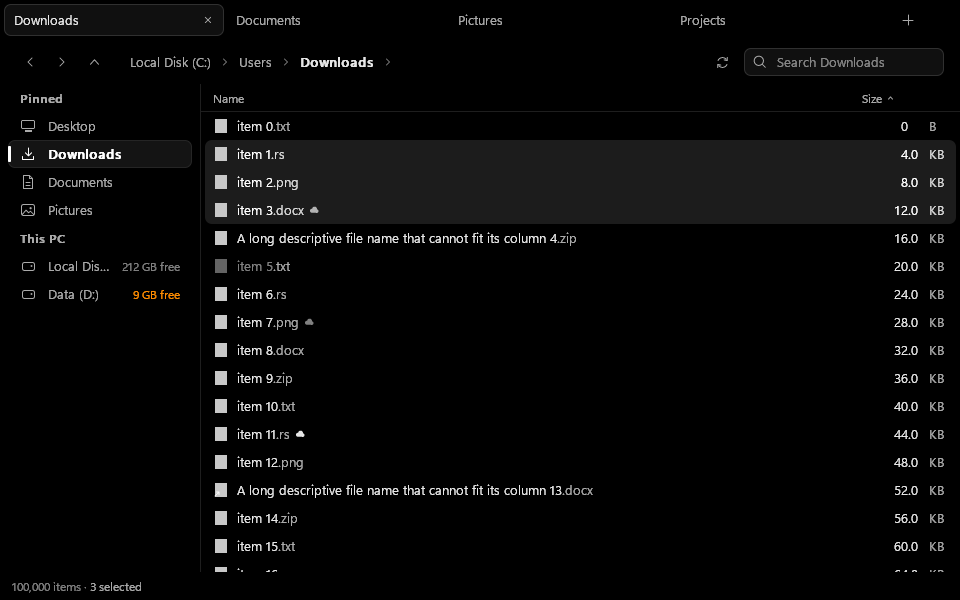 Downloads Documents Pictures Projects
Local Disk (C:) Users Downloads Search Downloads
Pinned
Desktop
Downloads
Documents
Pictures
This PC
Local Dis... 212 GB free
Data (D:) 9 GB free
Name Size
item 0.txt 0 B
item 1.rs 4.0 KB
item 2.png 8.0 KB
item 3.docx 12.0 KB
A long descriptive file name that cannot fit its column 4.zip 16.0 KB
item 5.txt 20.0 KB
item 6.rs 24.0 KB
item 7.png 28.0 KB
item 8.docx 32.0 KB
item 9.zip 36.0 KB
item 10.txt 40.0 KB
item 11.rs 44.0 KB
item 12.png 48.0 KB
A long descriptive file name that cannot fit its column 13.docx 52.0 KB
item 14.zip 56.0 KB
item 15.txt 60.0 KB
100,000 items · 3 selected